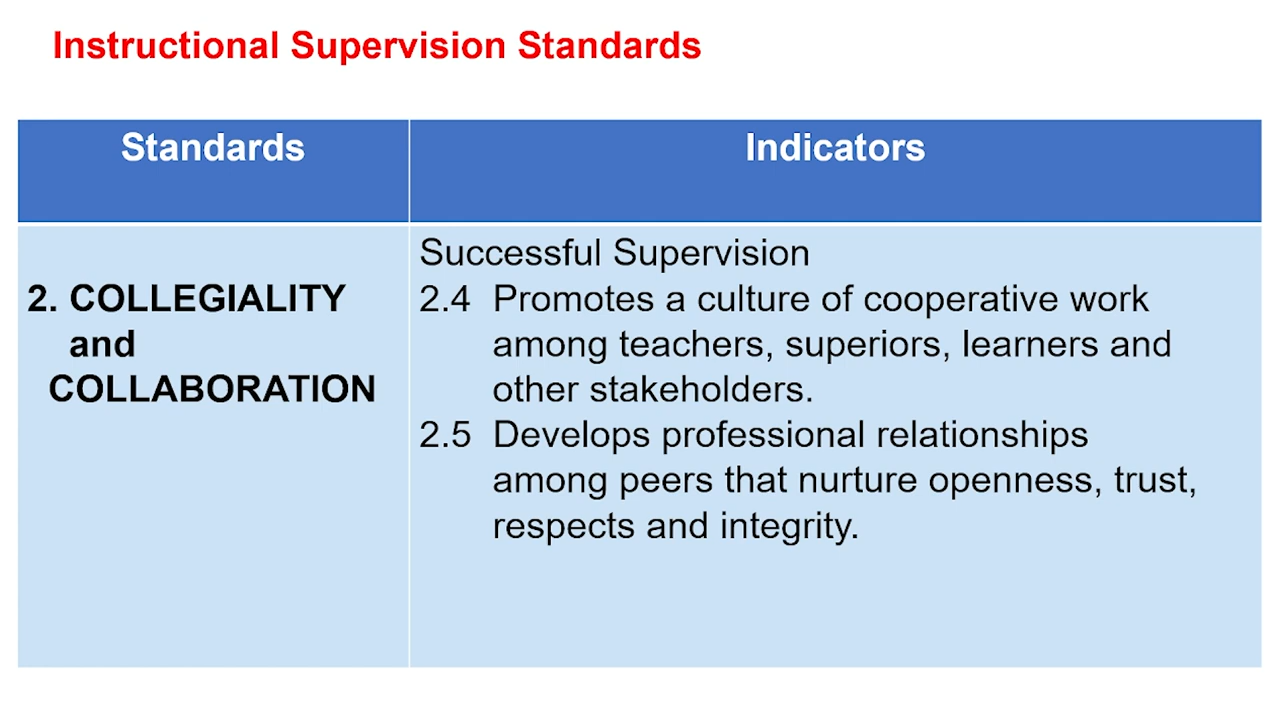 Instructional Supervision Standards
Standards
Indicators
2. COLLEGIALITY
and
COLLABORATION
Successful Supervision
2.4 Promotes a culture of cooperative work
among teachers, superiors, learners and
other stakeholders.
2.5 Develops professional relationships
among peers that nurture openness, trust,
respects and integrity.